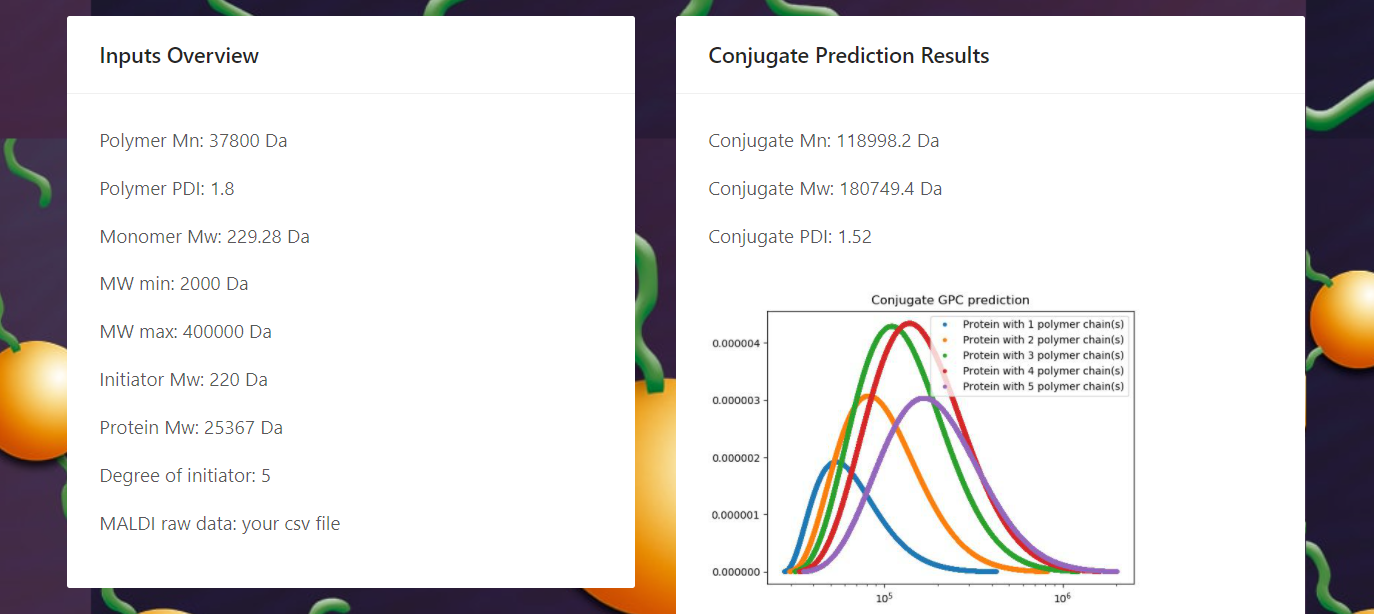 Inputs Overview
Polymer Mn: 37800 Da
Polymer PDI: 1.8
Monomer Mw: 229.28 Da
MW min: 2000 Da
MW max: 400000 Da
Initiator Mw: 220 Da
Protein Mw: 25367 Da
Degree of initiator: 5
MALDI raw data: your csv file
Conjugate Prediction Results
Conjugate Mn: 118998.2 Da
Conjugate Mw: 180749.4 Da
Conjugate PDI: 1.52
Conjugate GPC prediction
Protein with 1 polymer chain(s)
Protein with 2 polymer chain(s)
Protein with 3 polymer chain(s)
Protein with 4 polymer chain(s)
Protein with 5 polymer chain(s)
0.000004
0.000003
0.000002
0.000001
0.000000
10⁵ 10⁶